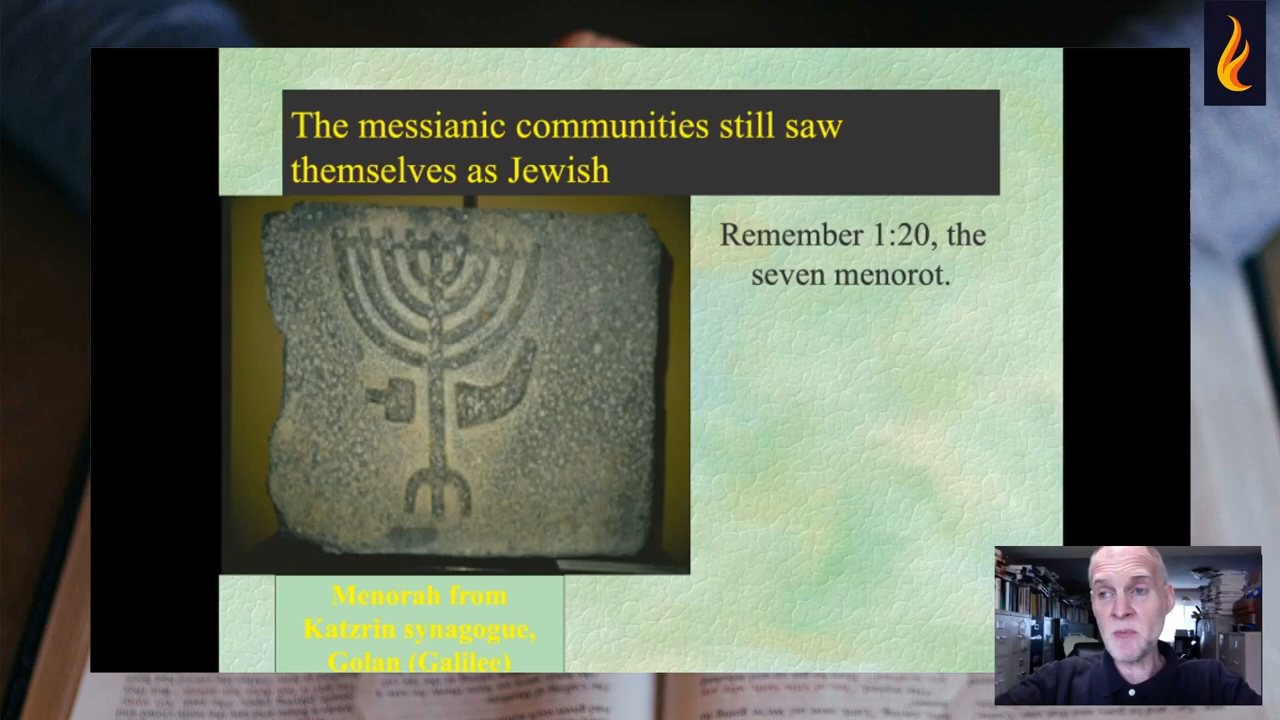 The messianic communities still saw
themselves as Jewish
Remember 1:20, the
seven menorot.
Menorah from
Katzrin synagogue,
Golan (Galilee)